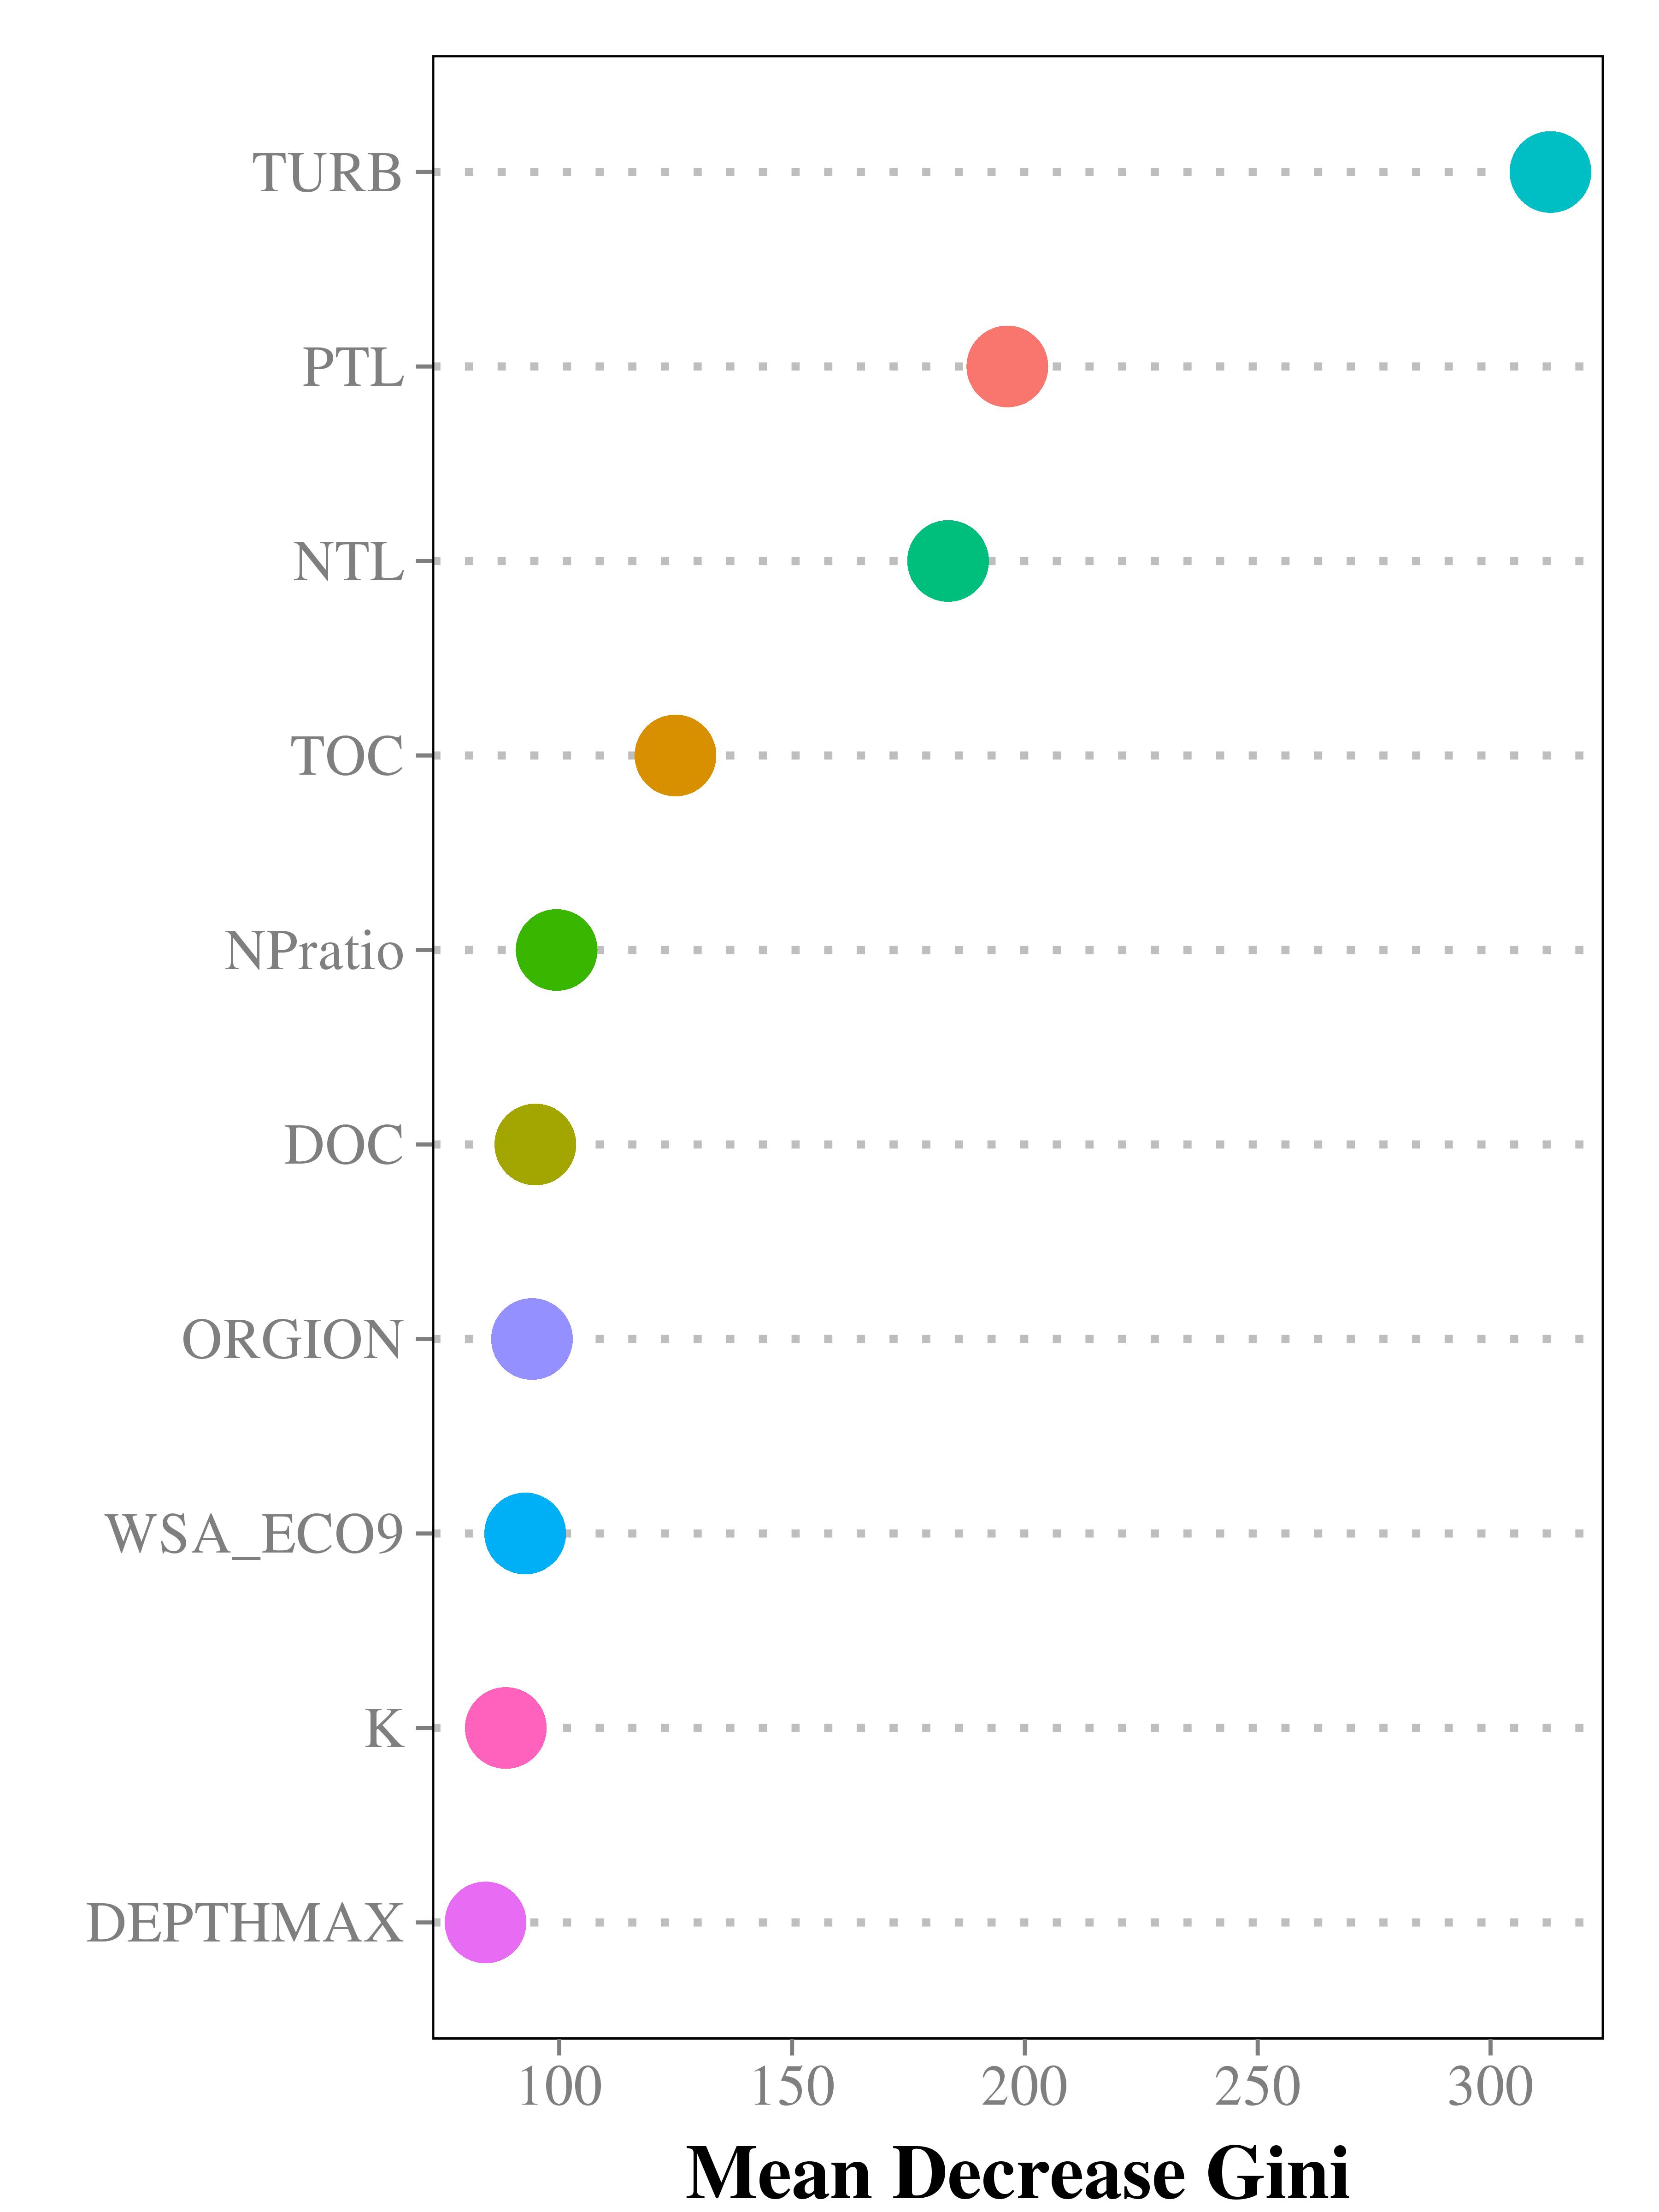 TURB
PTL
NTL
TOC
NPratio
DOC
ORGION
WSA_ECO9
K
DEPTHMAX
100 150 200 250 300
Mean Decrease Gini